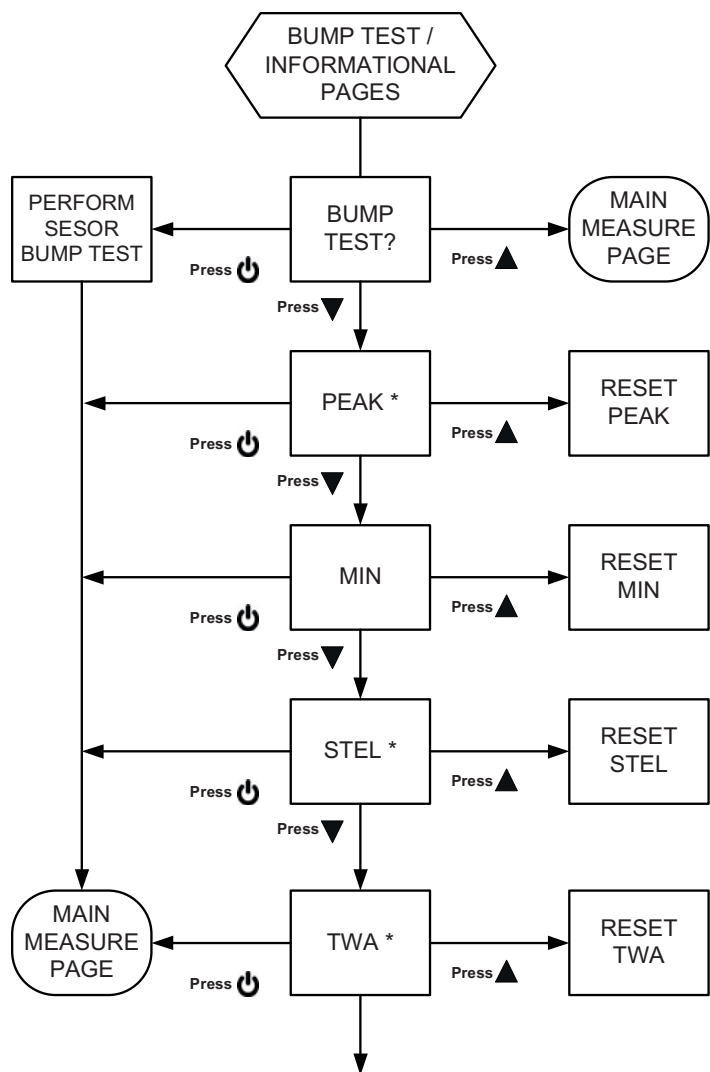 BUMP TEST /
INFORMATIONAL
PAGES
PERFORM
SESOR
BUMP TEST
BUMP
TEST?
MAIN
MEASURE
PAGE
Press
Press
Press
PEAK *
RESET
PEAK
Press
Press
Press
MIN
RESET
MIN
Press
Press
Press
STEL *
RESET
STEL
Press
Press
Press
MAIN
MEASURE
PAGE
TWA *
RESET
TWA
Press
Press